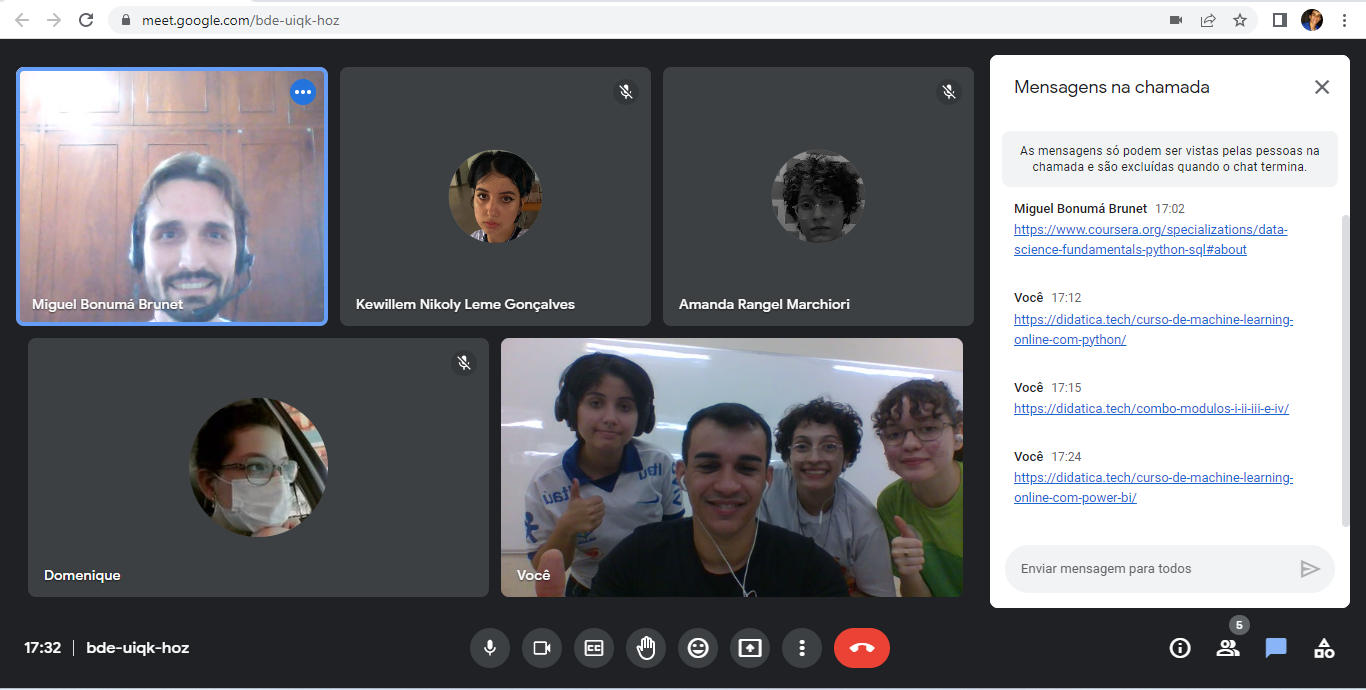 meet.google.com/bde-uiqk-hoz
Miguel Bonumá Brunet
Kewillem Nikoly Leme Gonçalves
Amanda Rangel Marchiori
Domenique
Itaú
Itaú
Você
Mensagens na chamada
As mensagens só podem ser vistas pelas pessoas na
chamada e são excluídas quando o chat termina.
Miguel Bonumá Brunet 17:02
https://www.coursera.org/specializations/data-
science-fundamentals-python-sql#about
Você 17:12
https://didatica.tech/curso-de-machine-learning-
online-com-python/
Você 17:15
https://didatica.tech/combo-modulos-i-ii-iii-e-iv/
Você 17:24
https://didatica.tech/curso-de-machine-learning-
online-com-power-bi/
Enviar mensagem para todos
17:32 | bde-uiqk-hoz
CC
5